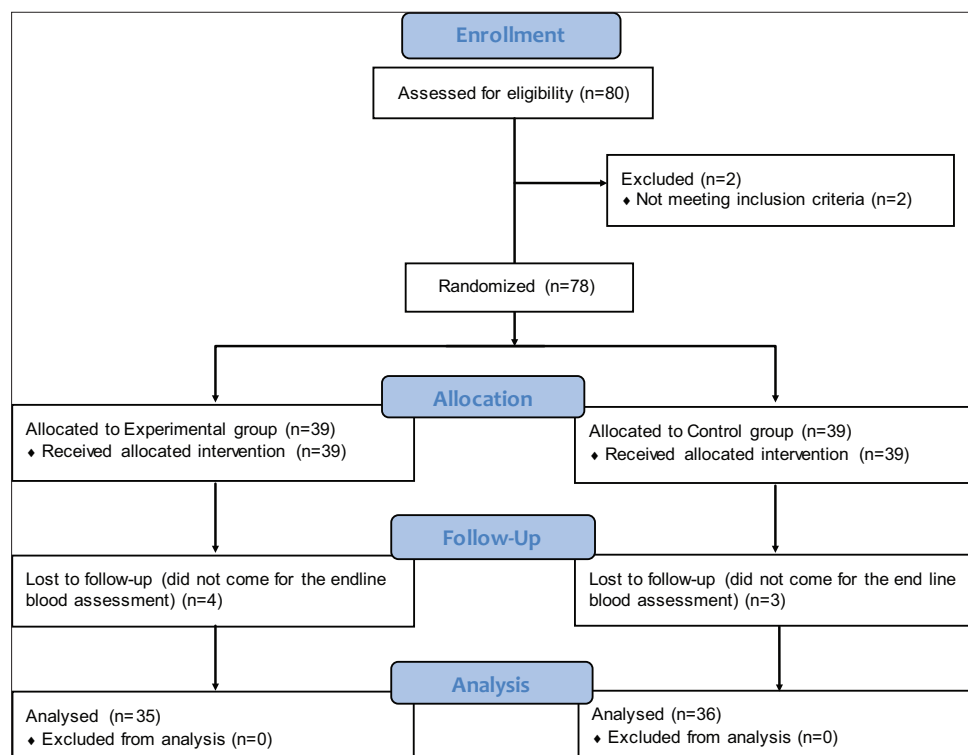 Enrollment
Assessed for eligibility (n=80)
Excluded (n=2)
♦ Not meeting inclusion criteria (n=2)
Randomized (n=78)
Allocation
Allocated to Experimental group (n=39)
♦ Received allocated intervention (n=39)
Allocated to Control group (n=39)
♦ Received allocated intervention (n=39)
Follow-Up
Lost to follow-up (did not come for the endline
blood assessment) (n=4)
Lost to follow-up (did not come for the end line
blood assessment) (n=3)
Analysis
Analysed (n=35)
♦ Excluded from analysis (n=0)
Analysed (n=36)
♦ Excluded from analysis (n=0)